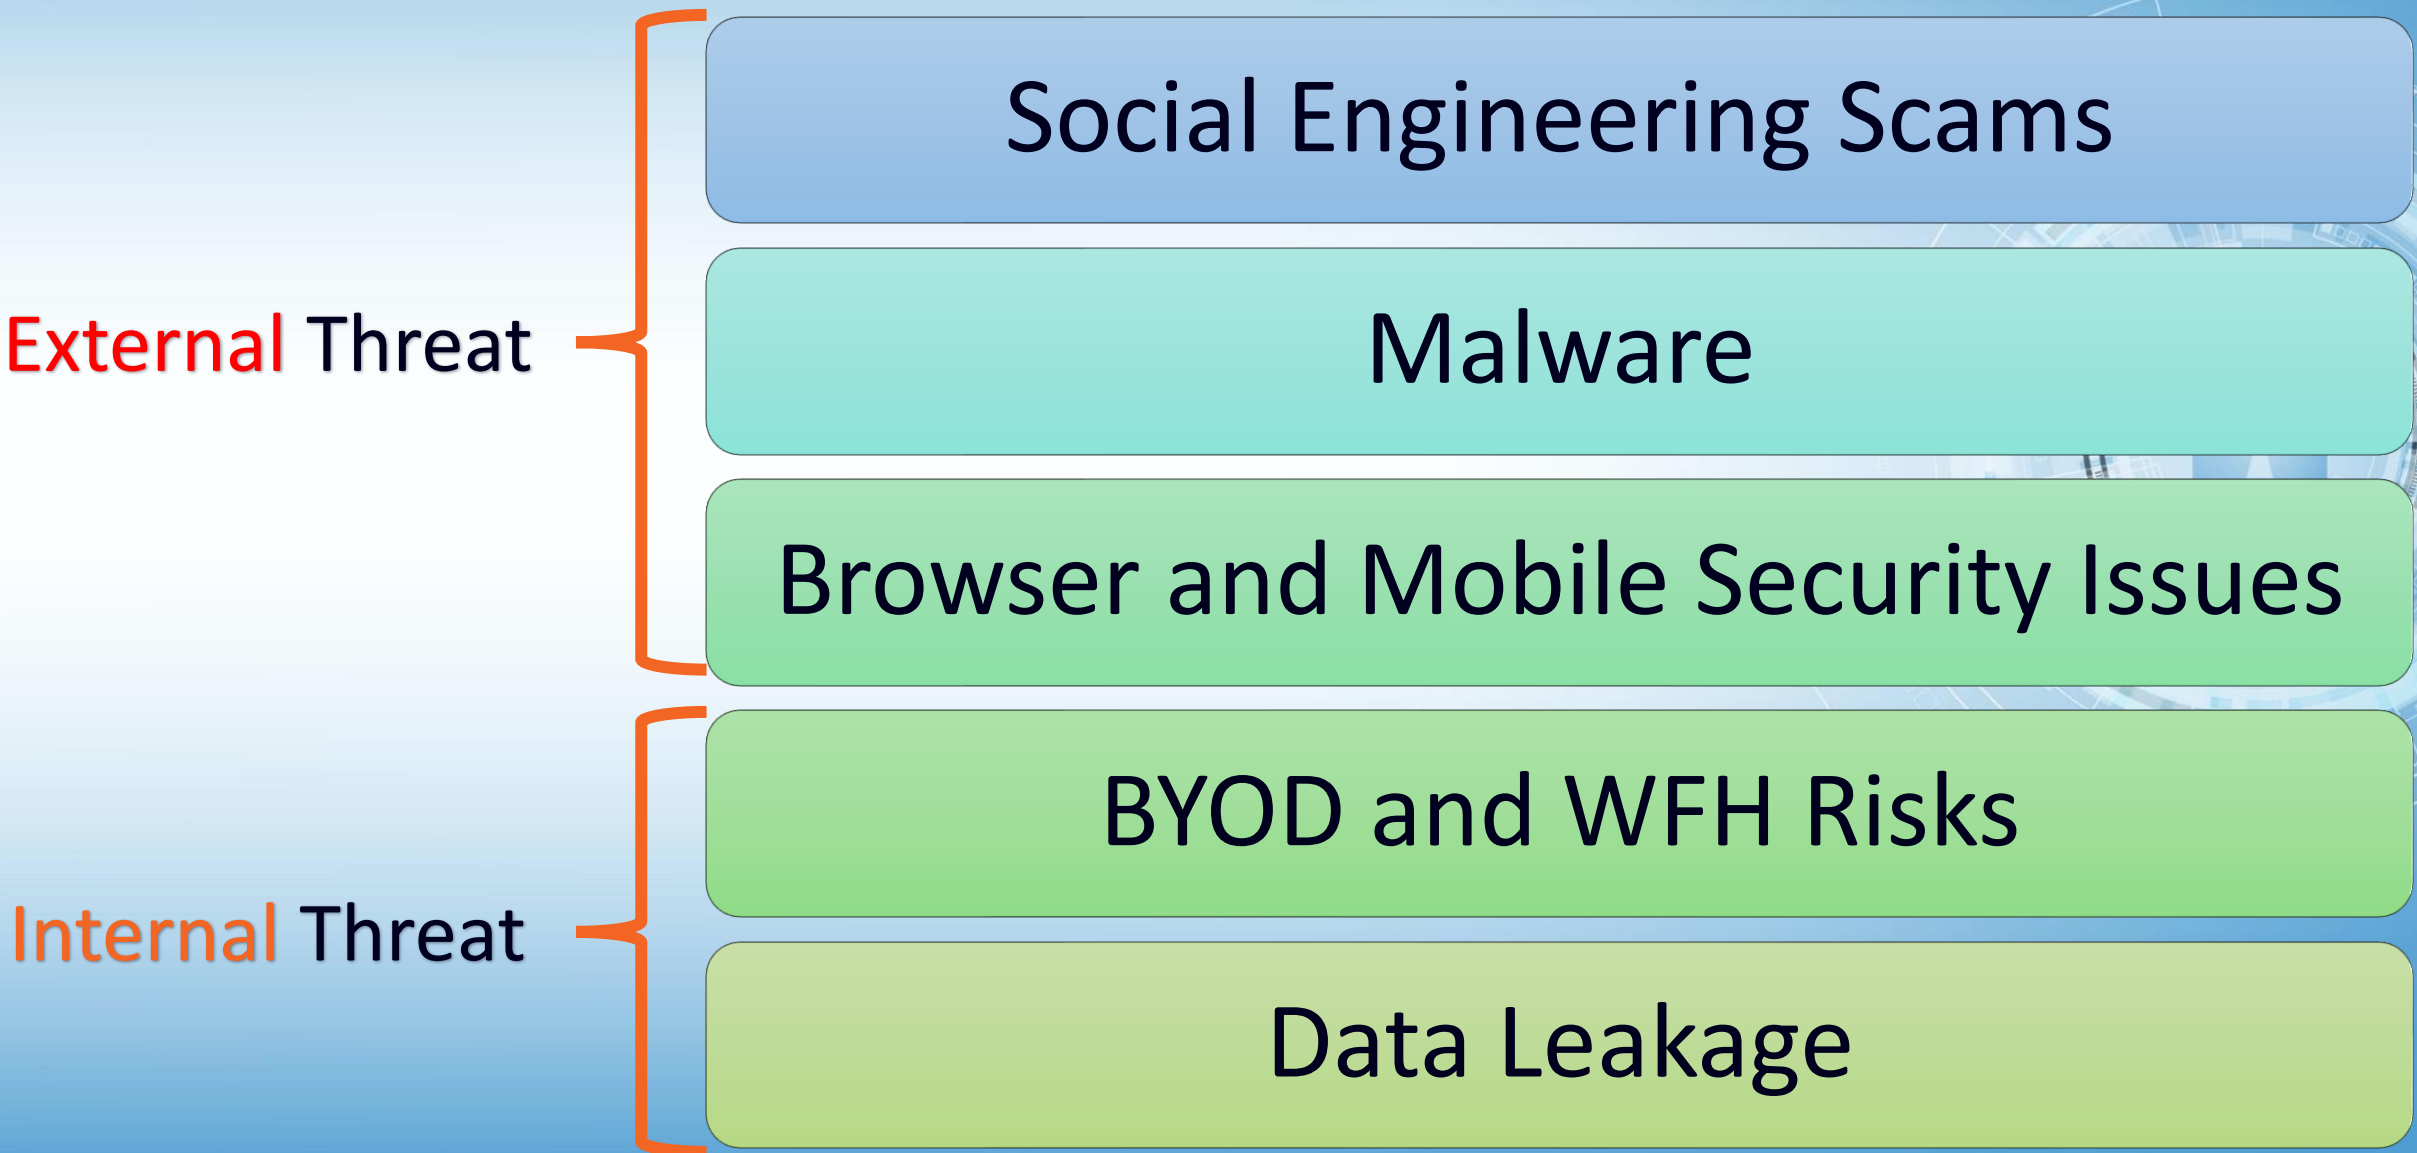 External Threat
Social Engineering Scams
Malware
Browser and Mobile Security Issues
Internal Threat
BYOD and WFH Risks
Data Leakage